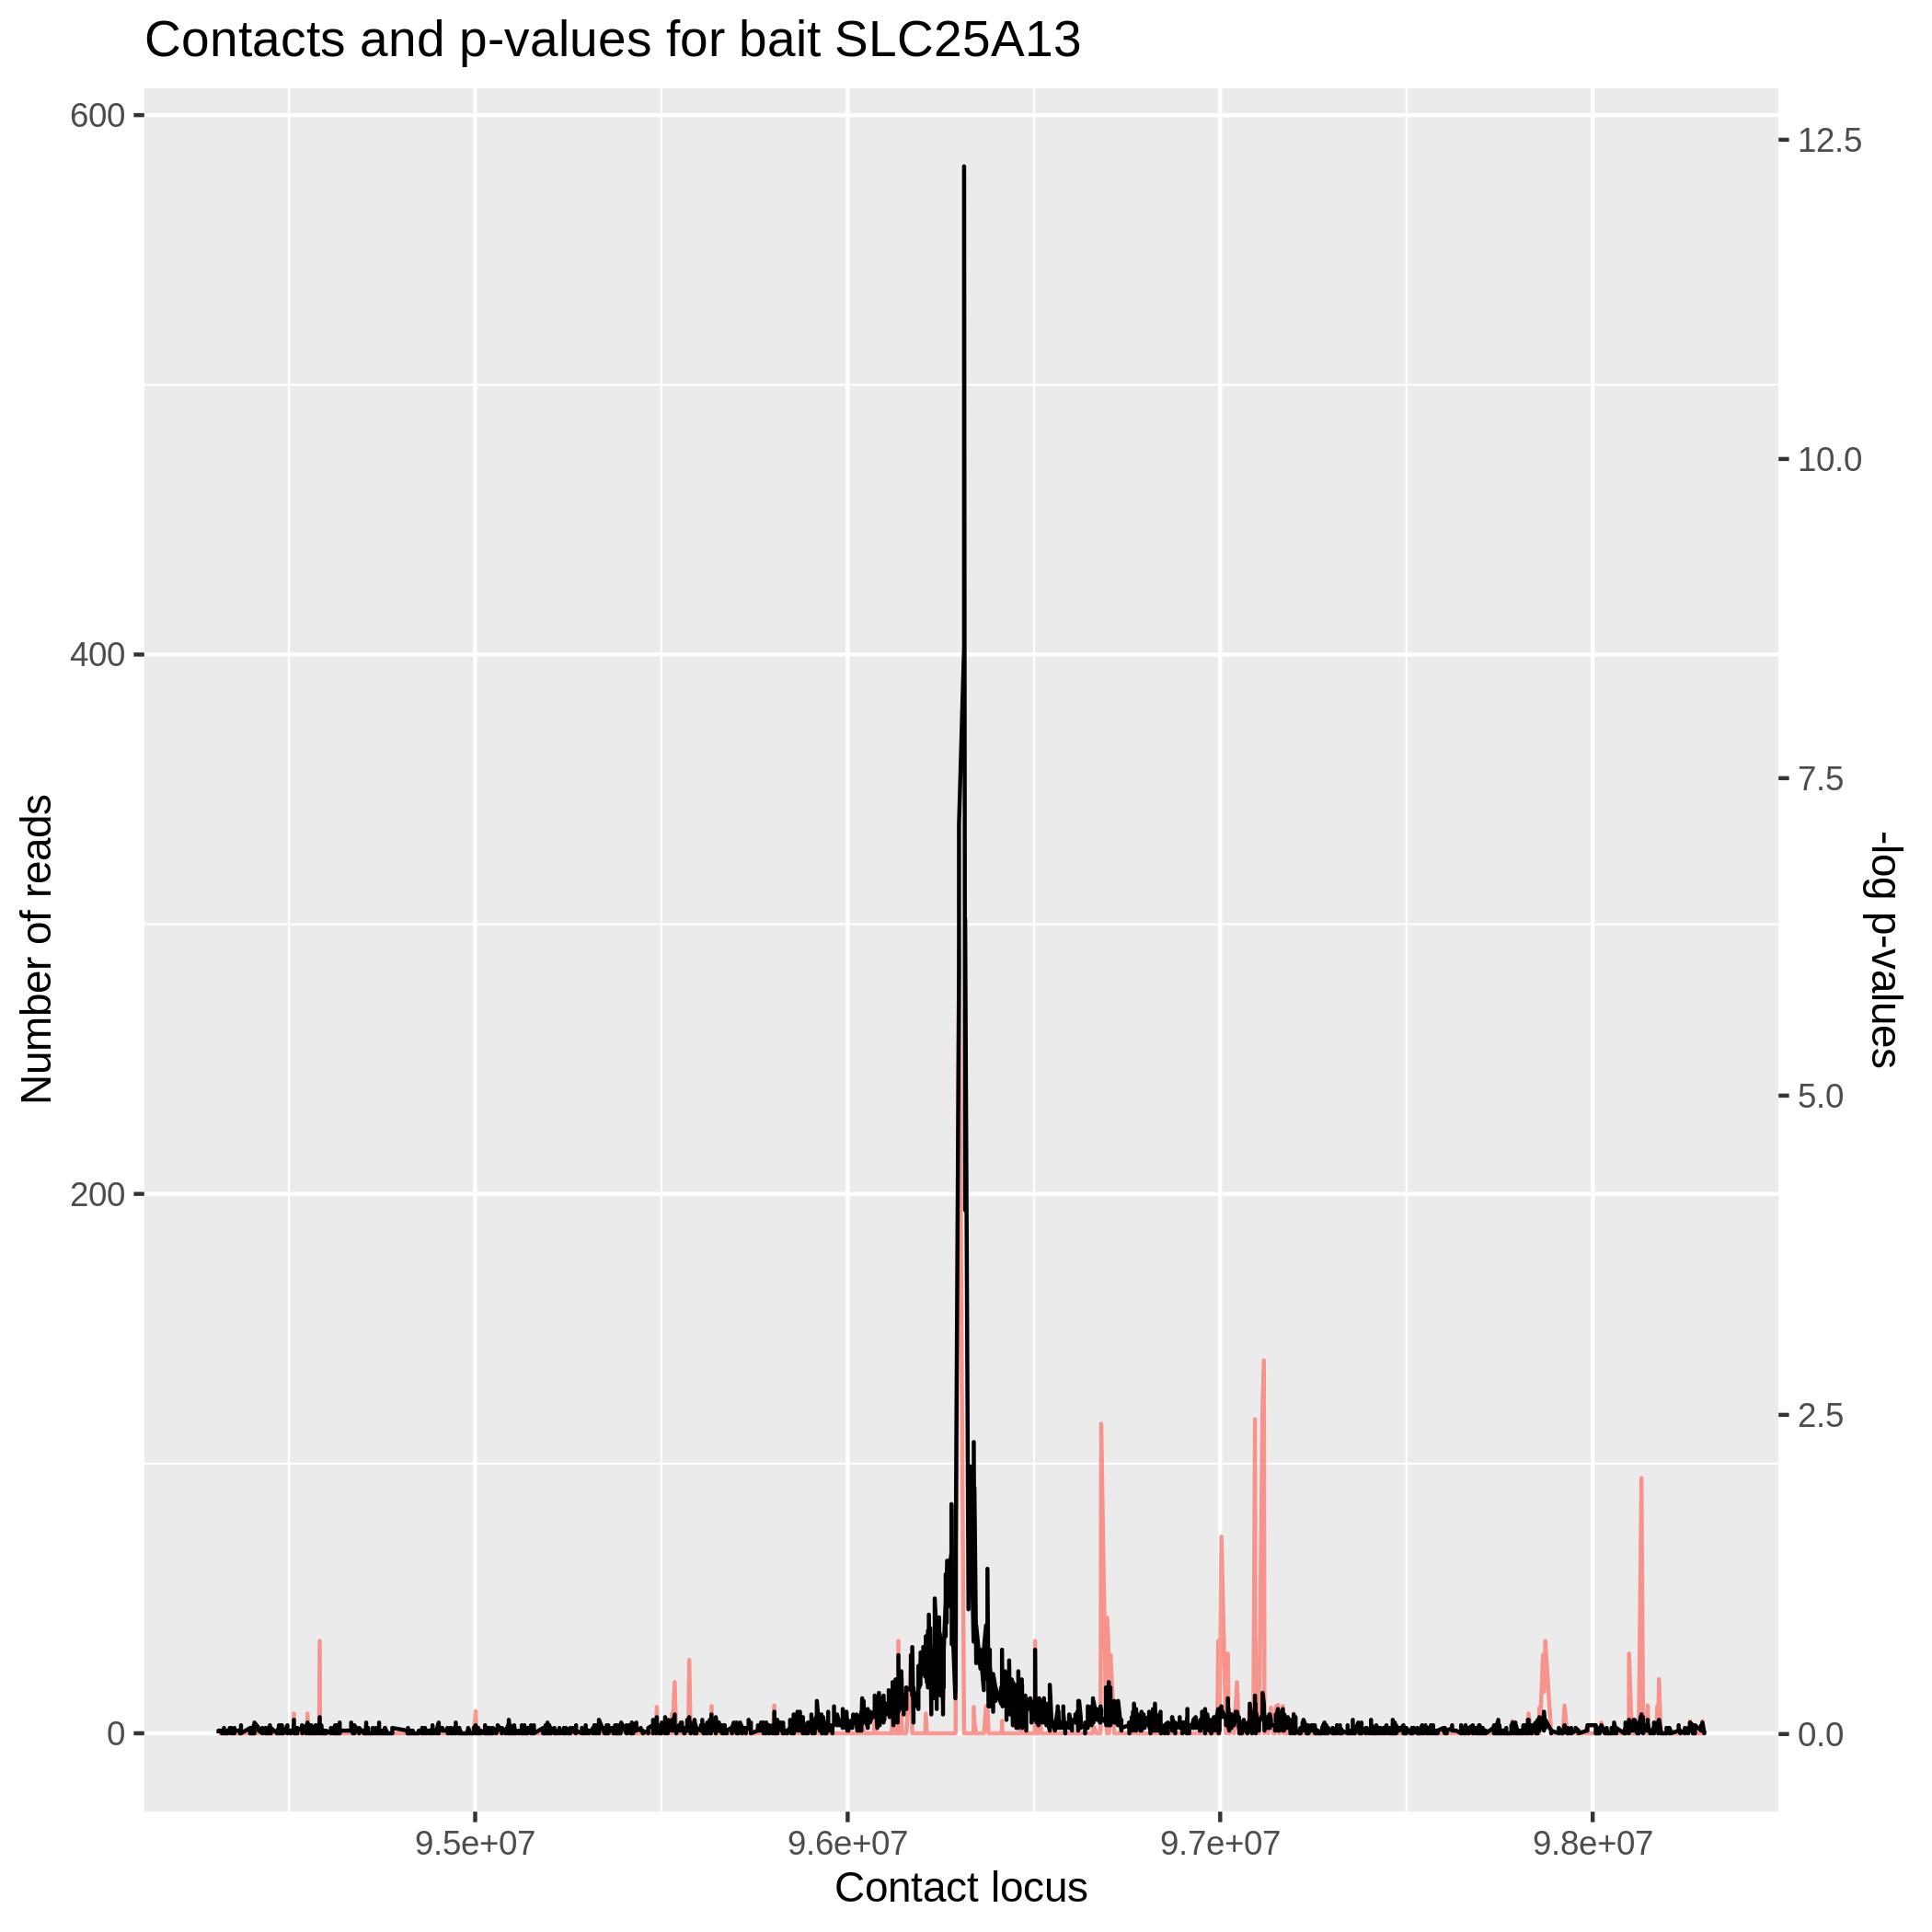 Contacts and p-values for bait SLC25A13
600
400
200
0
Number of reads
12.5
10.0
7.5
5.0
2.5
0.0
-log p-values
9.5e+07
9.6e+07
9.7e+07
9.8e+07
Contact locus